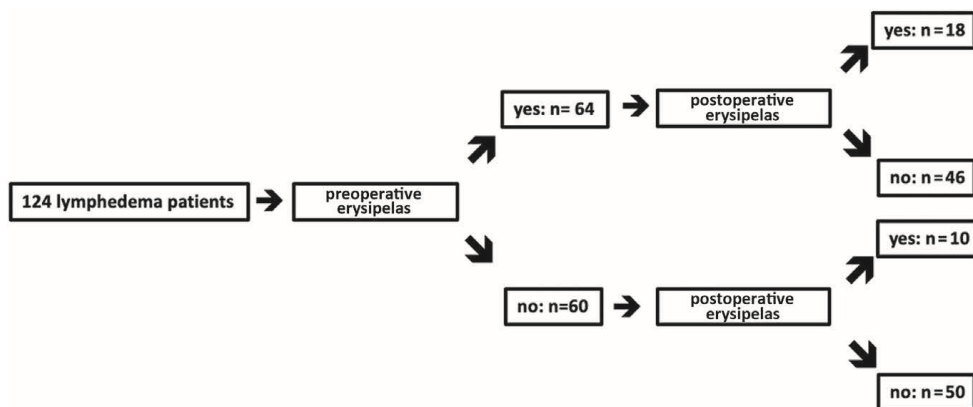 124 lymphedema patients
preoperative
erysipelas
yes: n= 64
postoperative
erysipelas
yes: n=18
no: n=46
no: n=60
postoperative
erysipelas
yes: n=10
no: n=50